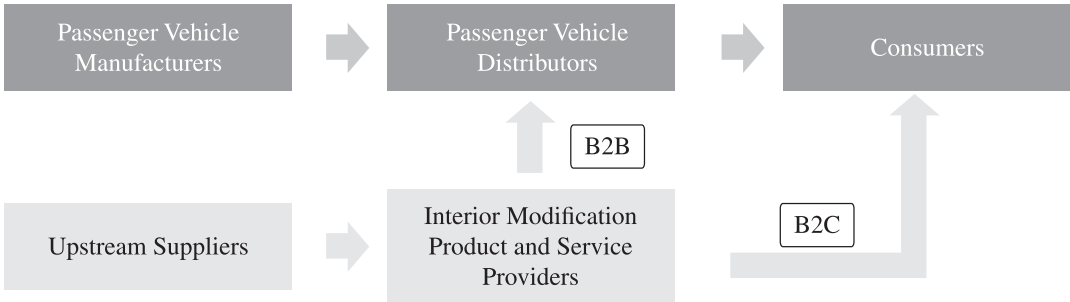 Passenger Vehicle
Manufacturers
Passenger Vehicle
Distributors
Consumers
B2B
Upstream Suppliers
Interior Modification
Product and Service
Providers
B2C